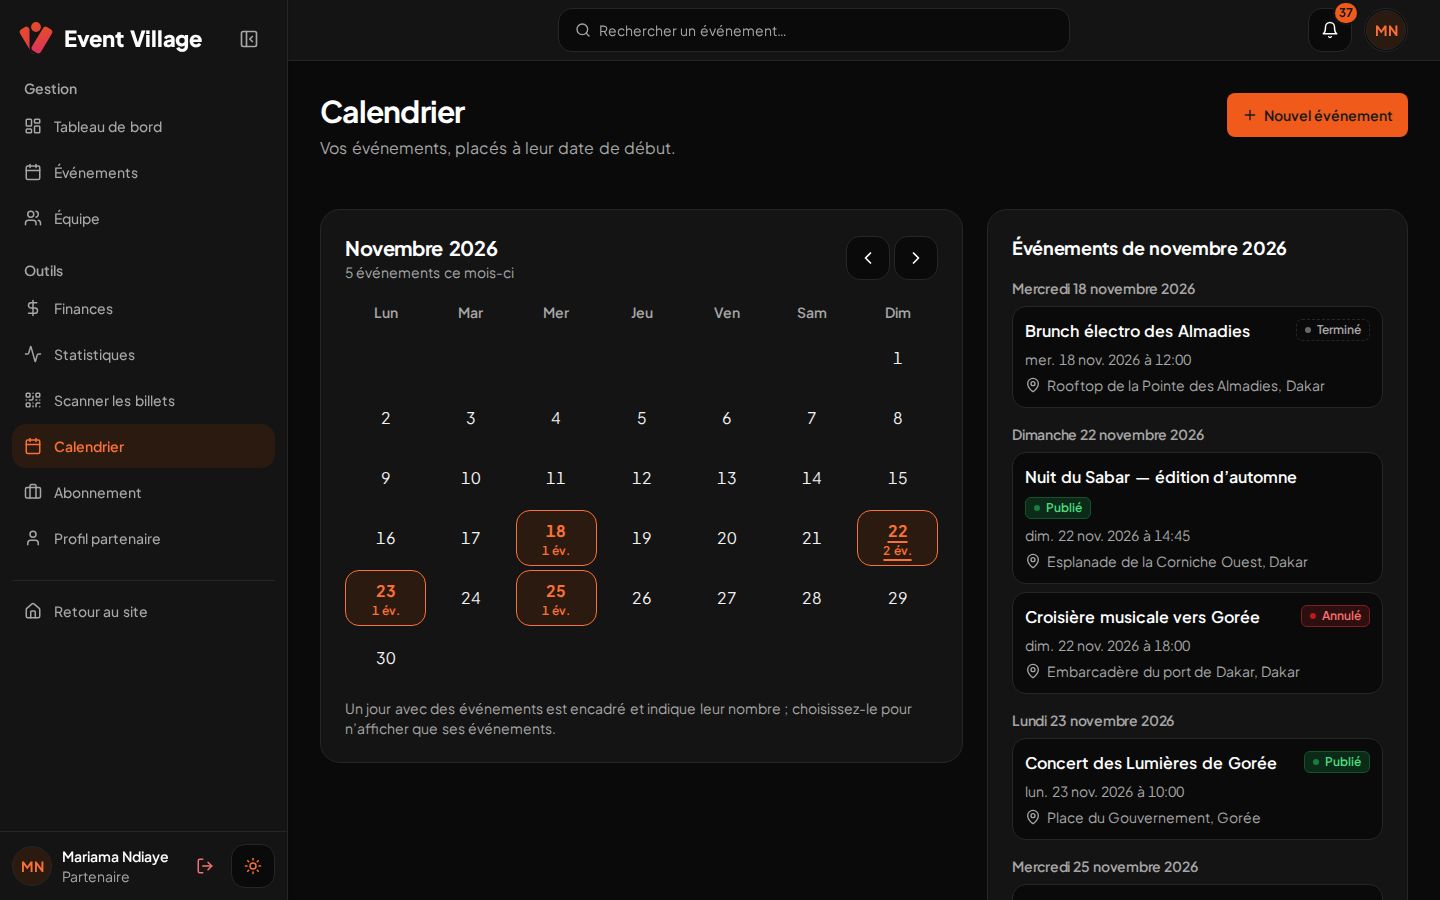 Event Village
Gestion
Tableau de bord
Événements
Équipe
Outils
Finances
Statistiques
Scanner les billets
Calendrier
Abonnement
Profil partenaire
Retour au site
MN
Mariama Ndiaye
Partenaire
Rechercher un événement…
37
MN
Calendrier
Vos événements, placés à leur date de début.
Nouvel événement
Novembre 2026
5 événements ce mois-ci
Lun Mar Mer Jeu Ven Sam Dim
1
2 3 4 5 6 7 8
9 10 11 12 13 14 15
16 17 18 19 20 21 22
1 év. 2 év.
23 24 25 26 27 28 29
1 év. 1 év.
30
Un jour avec des événements est encadré et indique leur nombre ; choisissez-le pour
n’afficher que ses événements.
Événements de novembre 2026
Mercredi 18 novembre 2026
Brunch électro des Almadies Terminé
mer. 18 nov. 2026 à 12:00
Rooftop de la Pointe des Almadies, Dakar
Dimanche 22 novembre 2026
Nuit du Sabar — édition d’automne
Publié
dim. 22 nov. 2026 à 14:45
Esplanade de la Corniche Ouest, Dakar
Croisière musicale vers Gorée Annulé
dim. 22 nov. 2026 à 18:00
Embarcadère du port de Dakar, Dakar
Lundi 23 novembre 2026
Concert des Lumières de Gorée Publié
lun. 23 nov. 2026 à 10:00
Place du Gouvernement, Gorée
Mercredi 25 novembre 2026